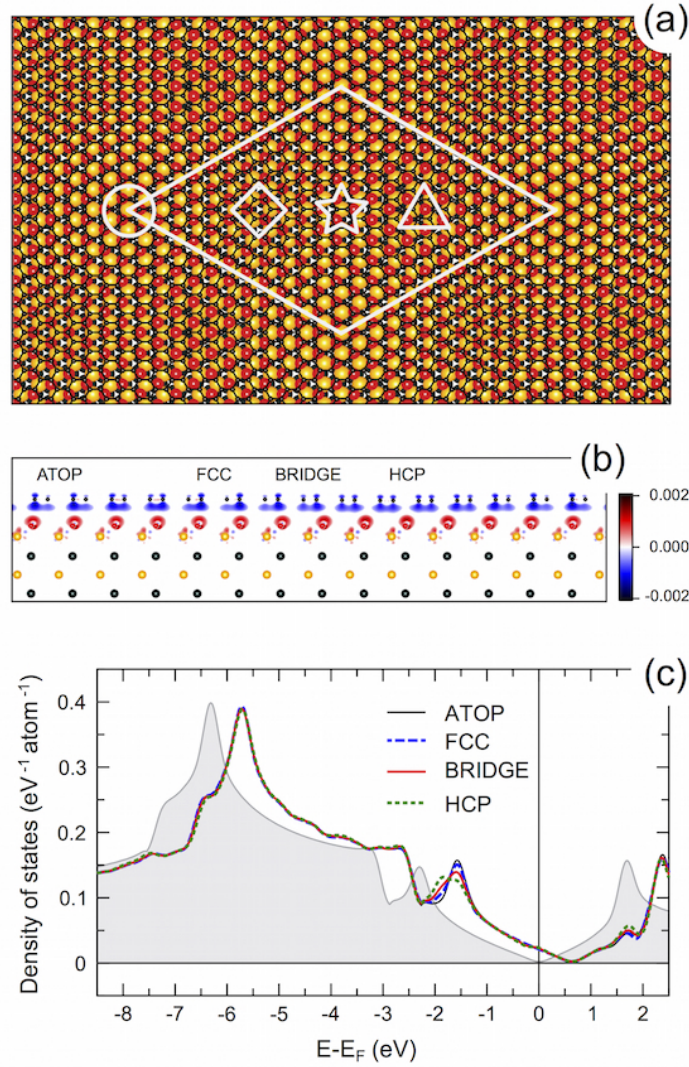 (a)
(b)
ATOP FCC BRIDGE HCP
0.002
0.000
-0.002
(c)
0.4
0.3
0.2
0.1
0
Density of states (eV⁻¹ atom⁻¹)
ATOP
FCC
BRIDGE
HCP
-8 -7 -6 -5 -4 -3 -2 -1 0 1 2
E-E_F (eV)